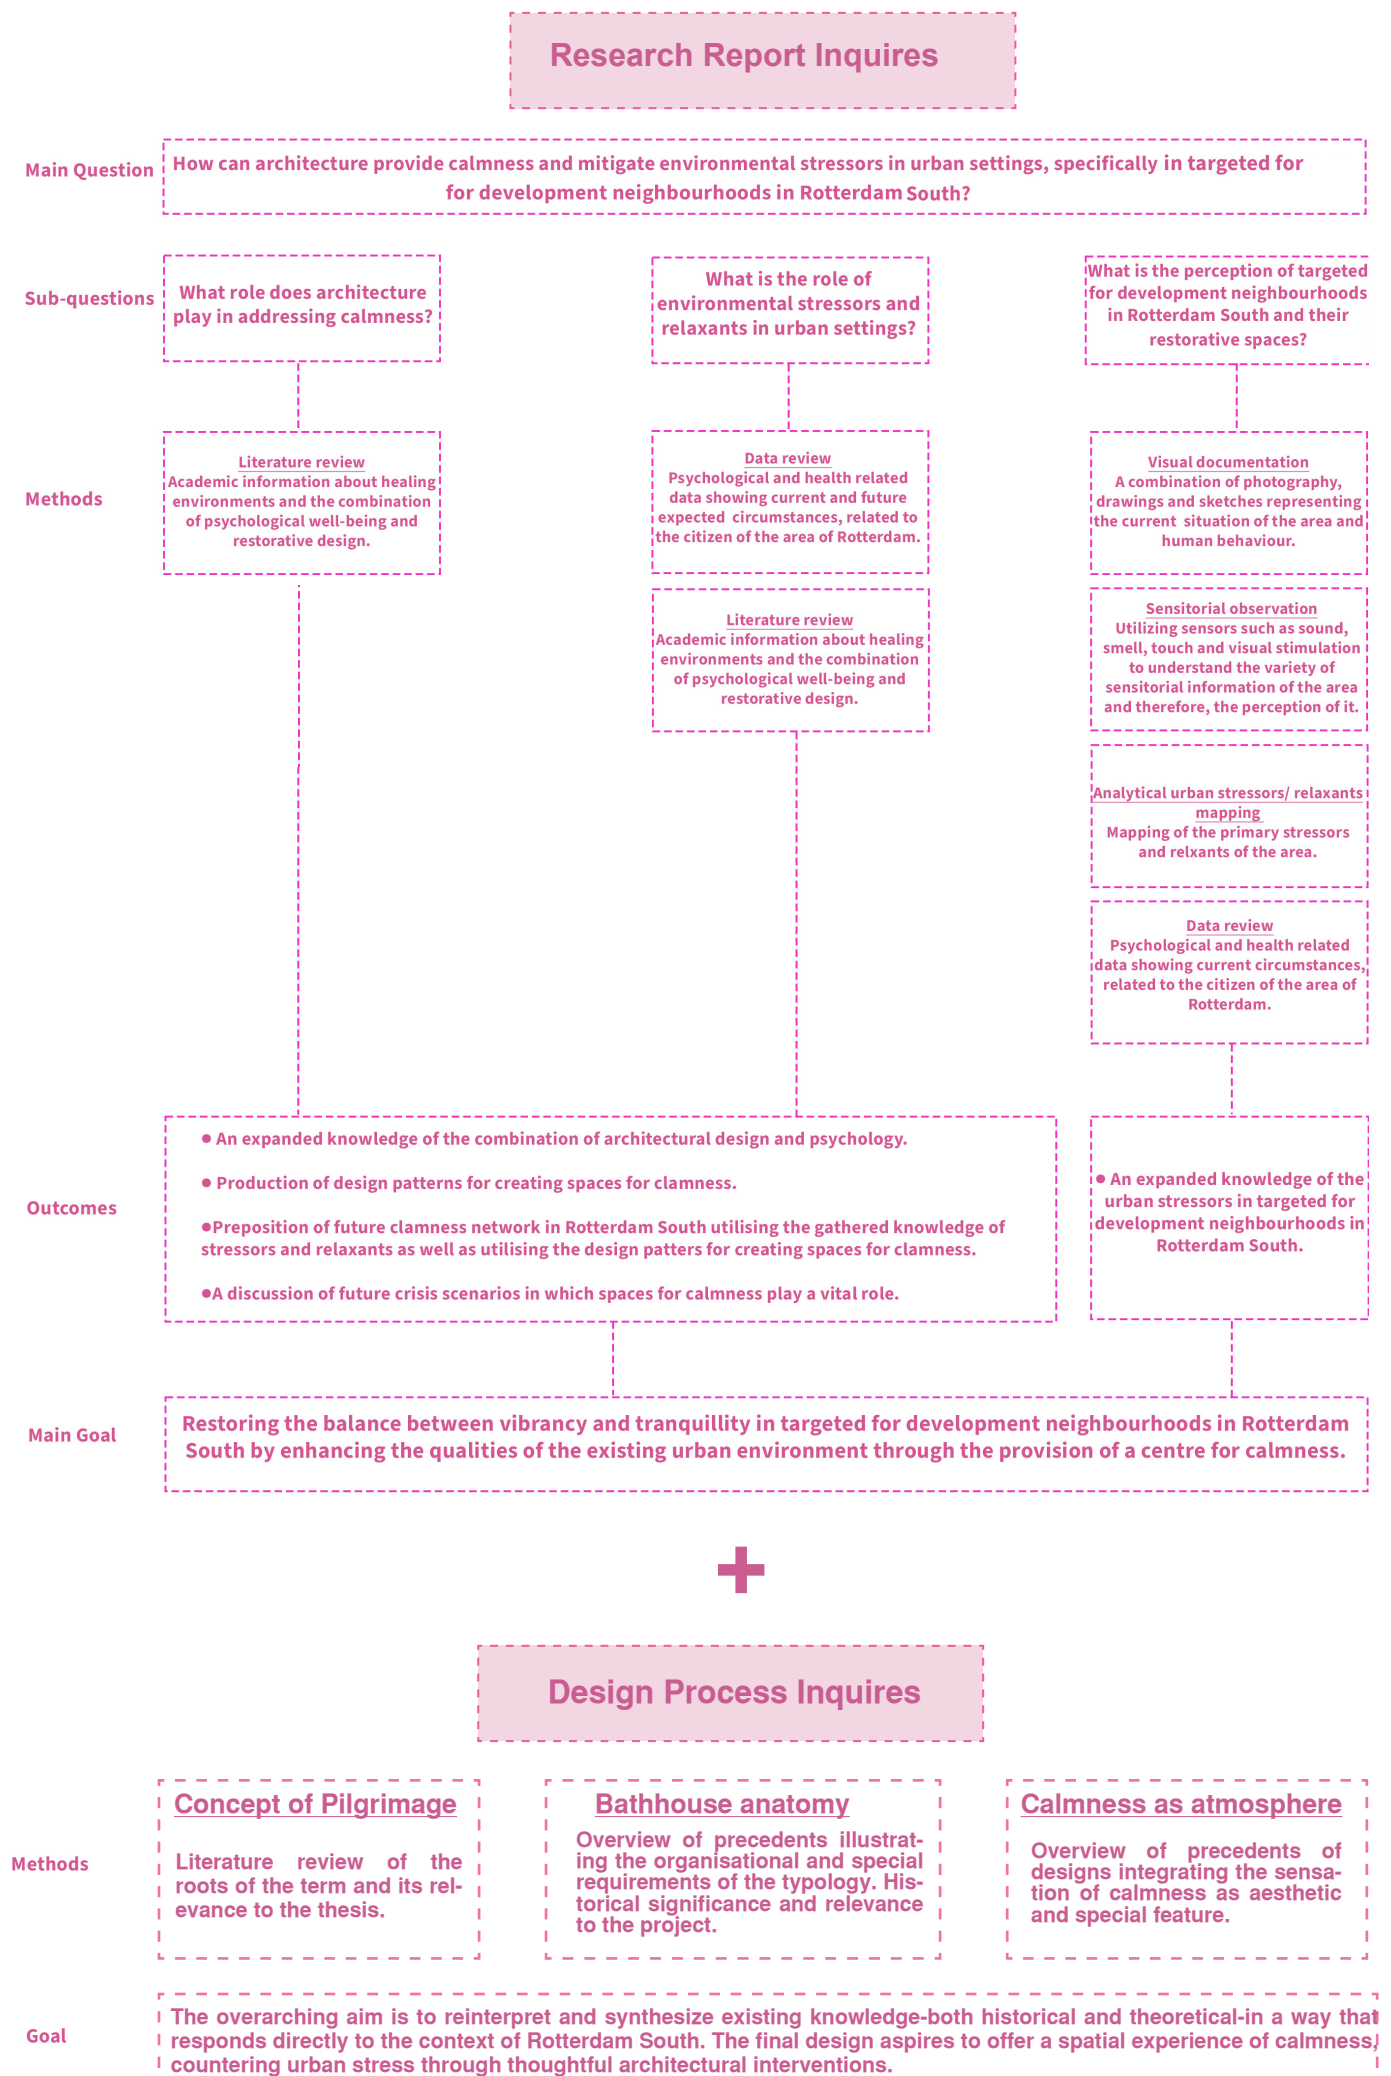 Research Report Inquires
Main Question
How can architecture provide calmness and mitigate environmental stressors in urban settings, specifically in targeted for
for development neighbourhoods in Rotterdam South?
Sub-questions
What role does architecture
play in addressing calmness?
What is the role of
environmental stressors and
relaxants in urban settings?
What is the perception of targeted
for development neighbourhoods
in Rotterdam South and their
restorative spaces?
Methods
Literature review
Academic information about healing
environments and the combination
of psychological well-being and
restorative design.
Data review
Psychological and health related
data showing current and future
expected circumstances, related to
the citizen of the area of Rotterdam.
Literature review
Academic information about healing
environments and the combination
of psychological well-being and
restorative design.
Visual documentation
A combination of photography,
drawings and sketches representing
the current situation of the area and
human behaviour.
Sensitorial observation
Utilizing sensors such as sound,
smell, touch and visual stimulation
to understand the variety of
sensitorial information of the area
and therefore, the perception of it.
Analytical urban stressors/ relaxants
mapping
Mapping of the primary stressors
and relxants of the area.
Data review
Psychological and health related
data showing current circumstances,
related to the citizen of the area of
Rotterdam.
Outcomes
● An expanded knowledge of the combination of architectural design and psychology.
● Production of design patterns for creating spaces for clamness.
●Preposition of future clamness network in Rotterdam South utilising the gathered knowledge of
stressors and relaxants as well as utilising the design patters for creating spaces for clamness.
●A discussion of future crisis scenarios in which spaces for calmness play a vital role.
● An expanded knowledge of the
urban stressors in targeted for
development neighbourhoods in
Rotterdam South.
Main Goal
Restoring the balance between vibrancy and tranquillity in targeted for development neighbourhoods in Rotterdam
South by enhancing the qualities of the existing urban environment through the provision of a centre for calmness.
+
Design Process Inquires
Methods
Concept of Pilgrimage
Literature review of the
roots of the term and its rel-
evance to the thesis.
Bathhouse anatomy
Overview of precedents illustrat-
ing the organisational and special
requirements of the typology. His-
torical significance and relevance
to the project.
Calmness as atmosphere
Overview of precedents of
designs integrating the sensa-
tion of calmness as aesthetic
and special feature.
Goal
The overarching aim is to reinterpret and synthesize existing knowledge-both historical and theoretical-in a way that
responds directly to the context of Rotterdam South. The final design aspires to offer a spatial experience of calmness,
countering urban stress through thoughtful architectural interventions.